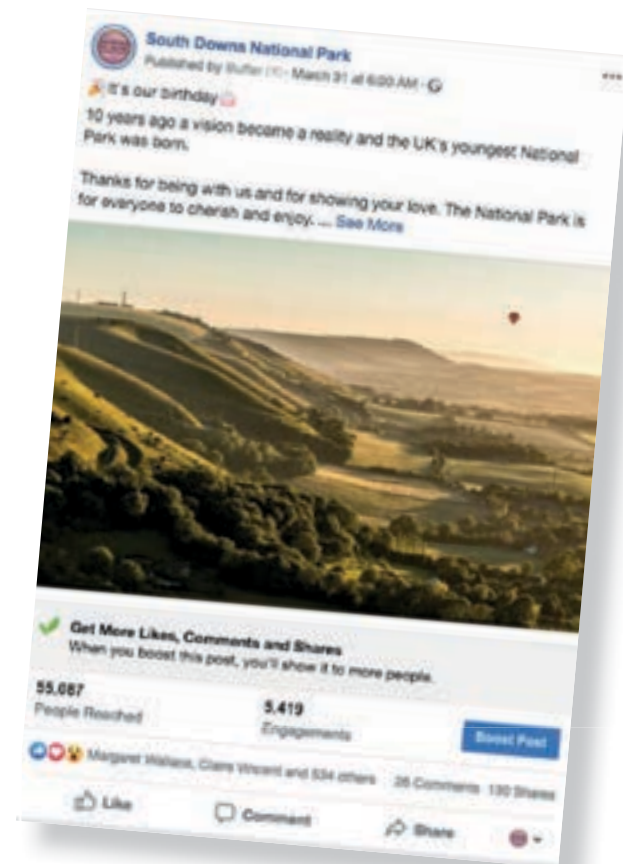 South Downs National Park
Published by Buffer · March 31 at 6:00 AM ·
It's our birthday
10 years ago a vision became a reality and the UK's youngest National
Park was born.
Thanks for being with us and for showing your love. The National Park is
for everyone to cherish and enjoy. ... See More
Get More Likes, Comments and Shares
When you boost this post, you'll show it to more people.
55,087
People Reached
5,419
Engagements
Boost Post
Margaret Wallace, Claire Vincent and 534 others
26 Comments 130 Shares
Like
Comment
Share